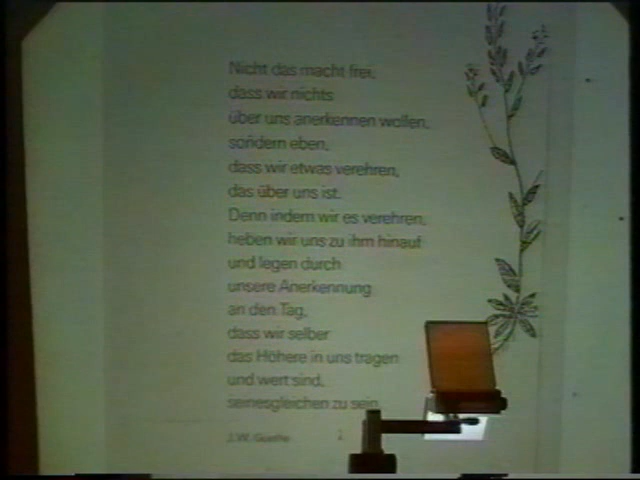 Nicht das macht frei,
dass wir nichts
über uns anerkennen wollen,
sondern eben,
dass wir etwas verehren,
das über uns ist.
Denn indem wir es verehren,
heben wir uns zu ihm hinauf
und legen durch
unsere Anerkennung
an den Tag,
dass wir selber
das Höhere in uns tragen
und wert sind,
seinesgleichen zu sein.
J.W. Goethe 2